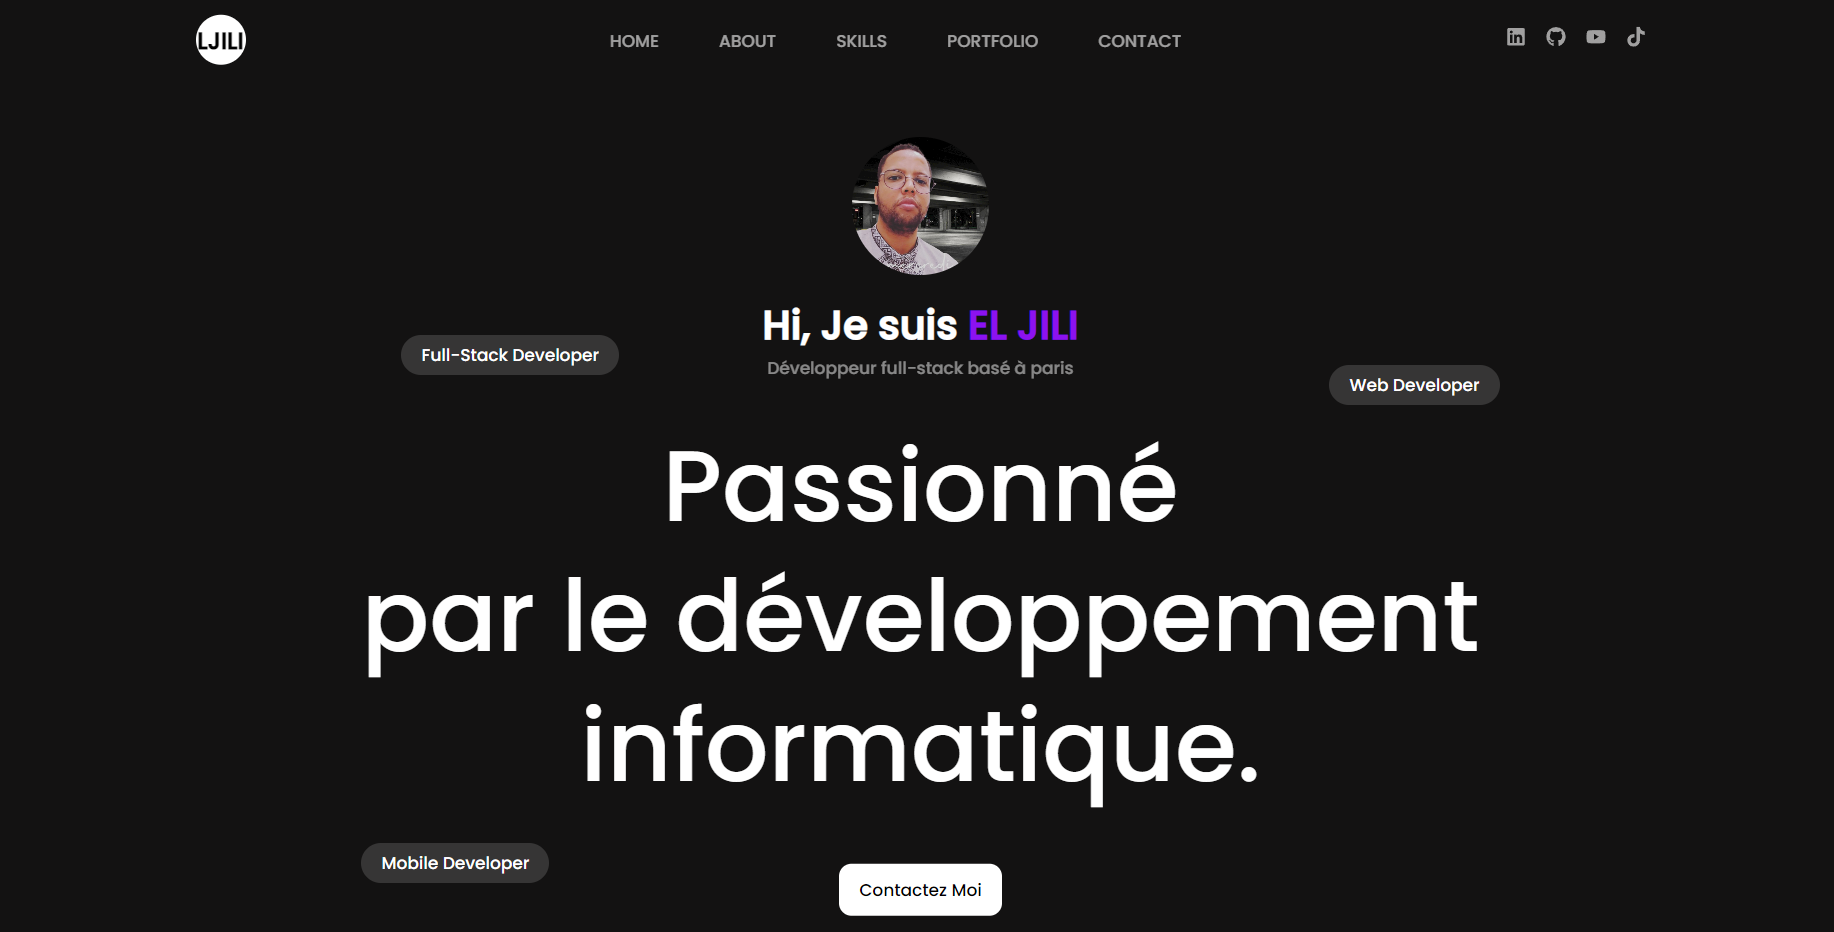 LJILI
HOME ABOUT SKILLS PORTFOLIO CONTACT
Hi, Je suis EL JILI
Développeur full-stack basé à paris
Full-Stack Developer
Web Developer
Passionné
par le développement
informatique.
Mobile Developer
Contactez Moi